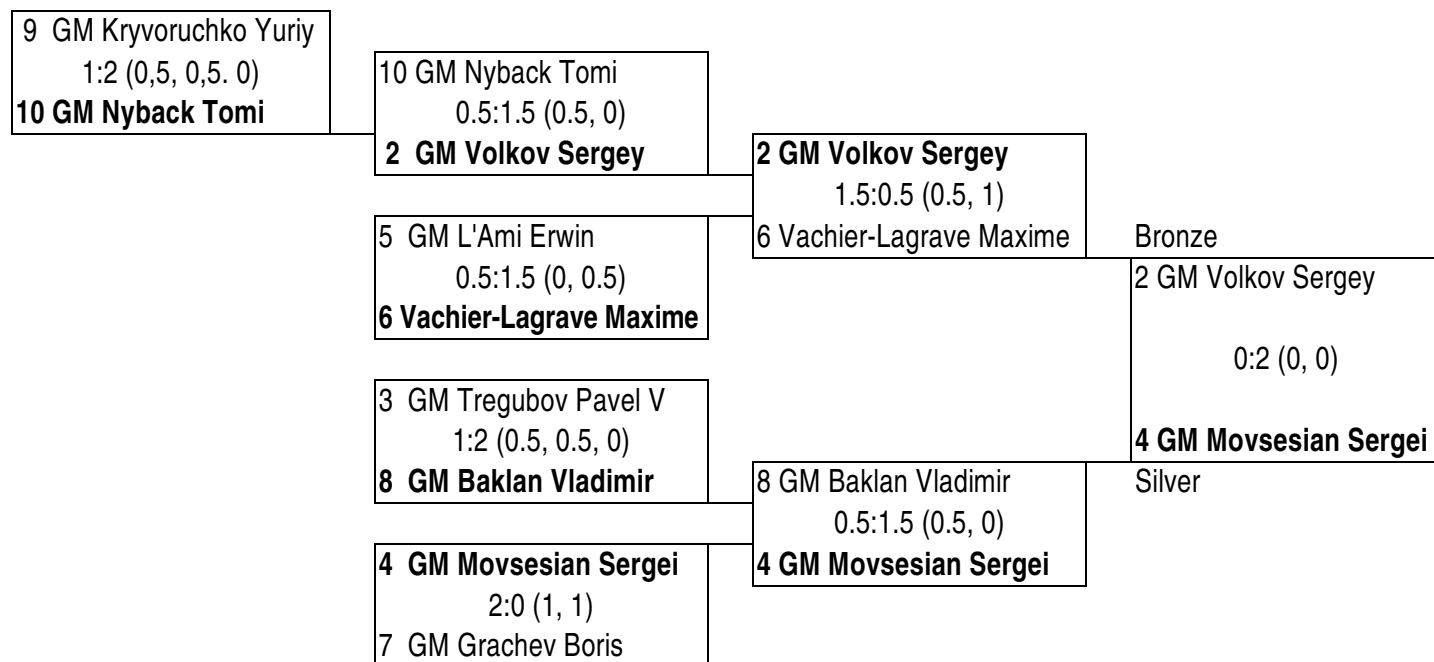 9 GM Kryvoruchko Yuriy
1:2 (0,5, 0,5. 0)
10 GM Nyback Tomi
10 GM Nyback Tomi
0.5:1.5 (0.5, 0)
2 GM Volkov Sergey
5 GM L'Ami Erwin
0.5:1.5 (0, 0.5)
6 Vachier-Lagrave Maxime
3 GM Tregubov Pavel V
1:2 (0.5, 0.5, 0)
8 GM Baklan Vladimir
4 GM Movsesian Sergei
2:0 (1, 1)
7 GM Grachev Boris
2 GM Volkov Sergey
1.5:0.5 (0.5, 1)
6 Vachier-Lagrave Maxime
8 GM Baklan Vladimir
0.5:1.5 (0.5, 0)
4 GM Movsesian Sergei
Bronze
2 GM Volkov Sergey
0:2 (0, 0)
4 GM Movsesian Sergei
Silver